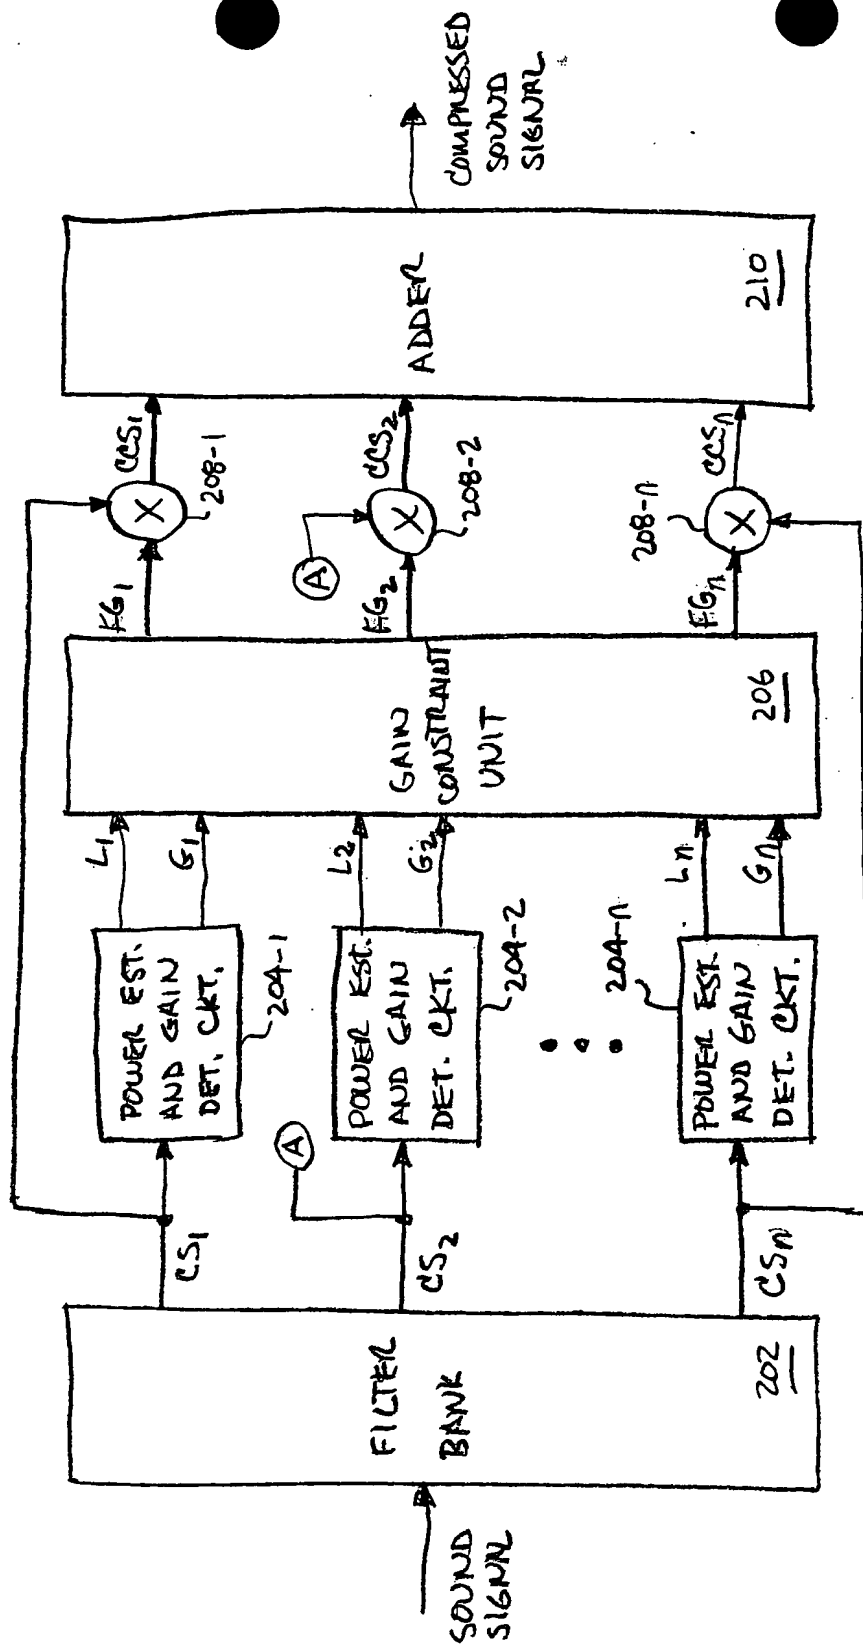 SOUND
SIGNAL
FILTER
BANK
202
CS1
CS2
CSn
A
POWER EST.
AND GAIN
DET. CKT.
204-1
POWER EST.
AND GAIN
DET. CKT.
204-2
POWER EST.
AND GAIN
DET. CKT.
204-n
L1
G1
L2
G2
Ln
Gn
GAIN
CONSTRAINT
UNIT
206
FG1
FG2
FGn
A
X
208-1
X
208-2
X
208-n
CCS1
CCS2
CCSn
ADDER
210
COMPRESSED
SOUND
SIGNAL